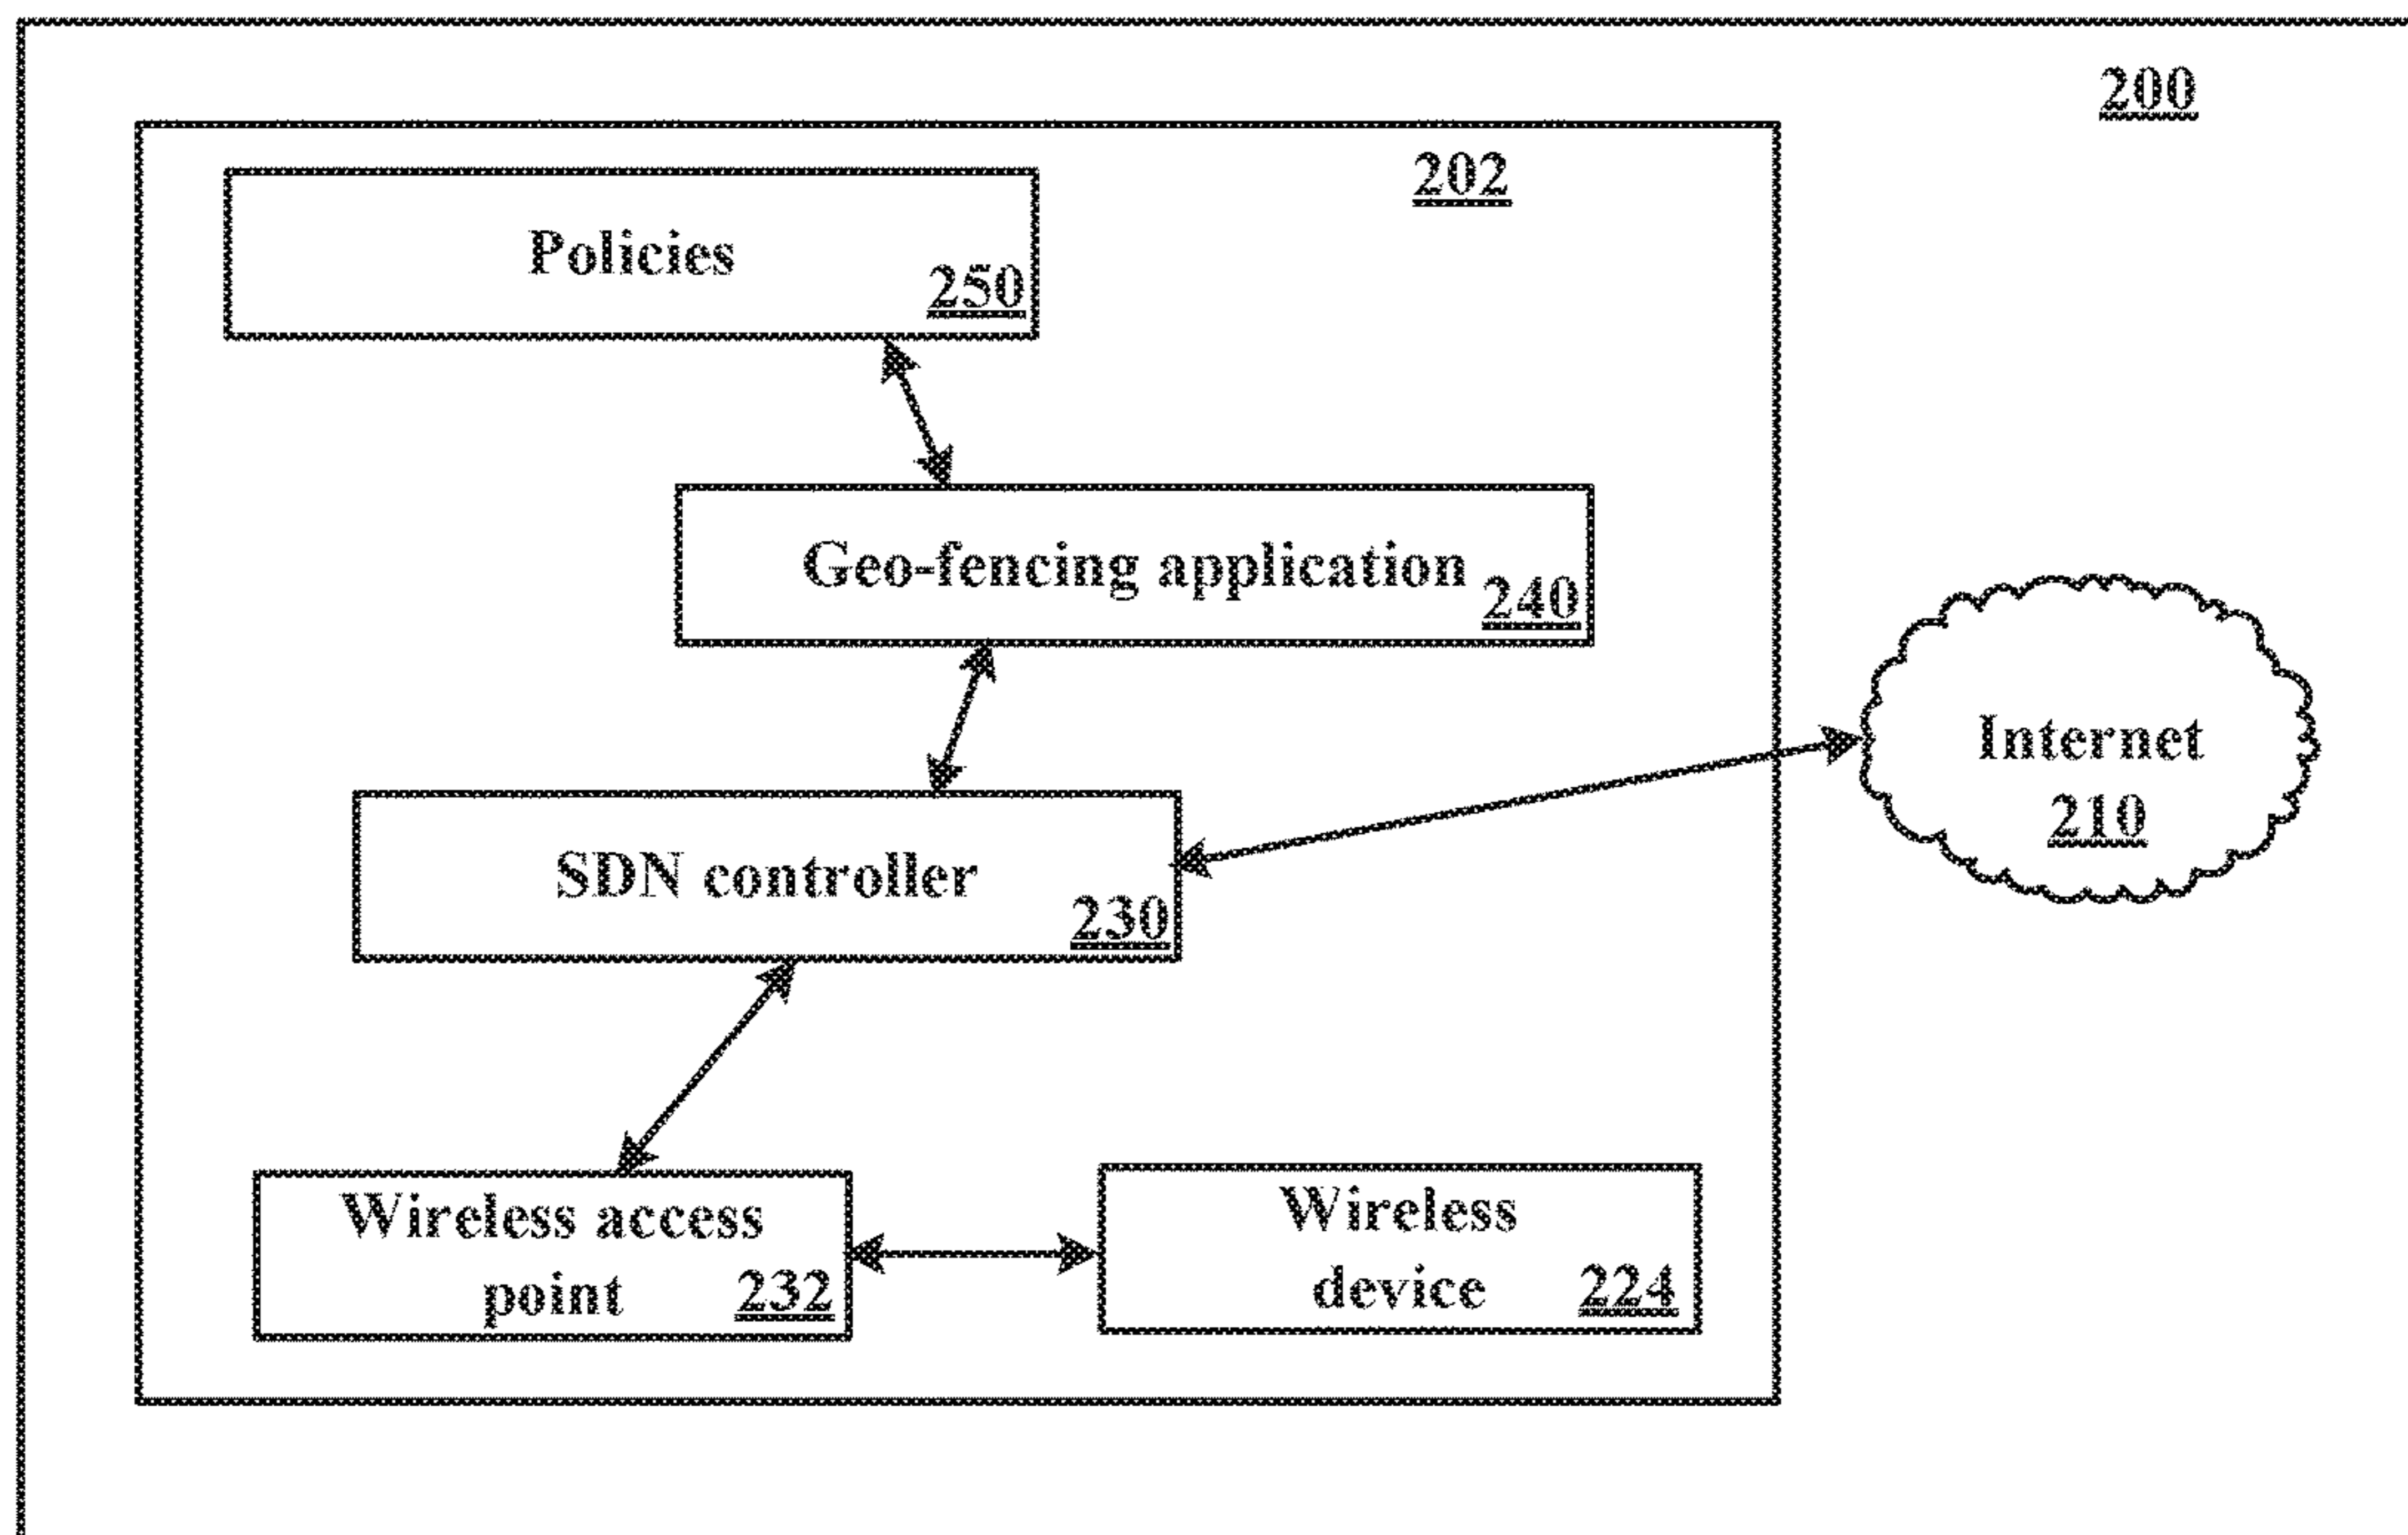 200
202
Policies
250
Geo-fencing application
240
Internet
210
SDN controller
230
Wireless access
point 232
Wireless
device 224